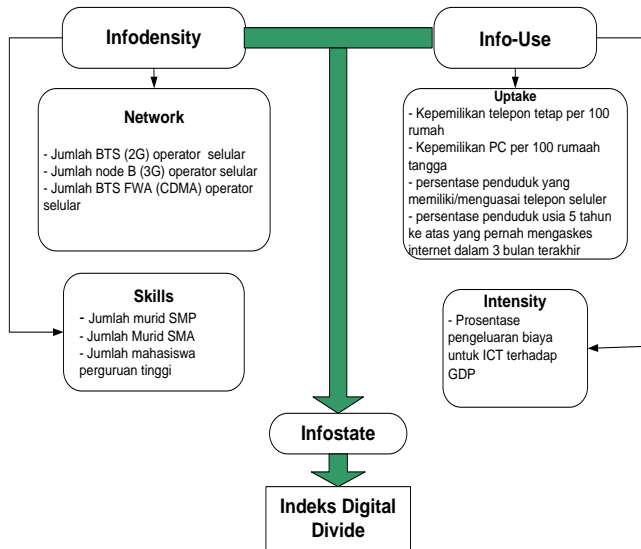 Infodensity
Info-Use
Network
- Jumlah BTS (2G) operator selular
- Jumlah node B (3G) operator selular
- Jumlah BTS FWA (CDMA) operator
selular
Uptake
- Kepemilikan telepon tetap per 100
rumah
- Kepemilikan PC per 100 rumaah
tangga
- persentase penduduk yang
memiliki/menguasai telepon seluler
- persentase penduduk usia 5 tahun
ke atas yang pernah mengaskes
internet dalam 3 bulan terakhir
Skills
- Jumlah murid SMP
- Jumlah Murid SMA
- Jumlah mahasiswa
perguruan tinggi
Intensity
- Prosentase
pengeluaran biaya
untuk ICT terhadap
GDP
Infostate
Indeks Digital
Divide